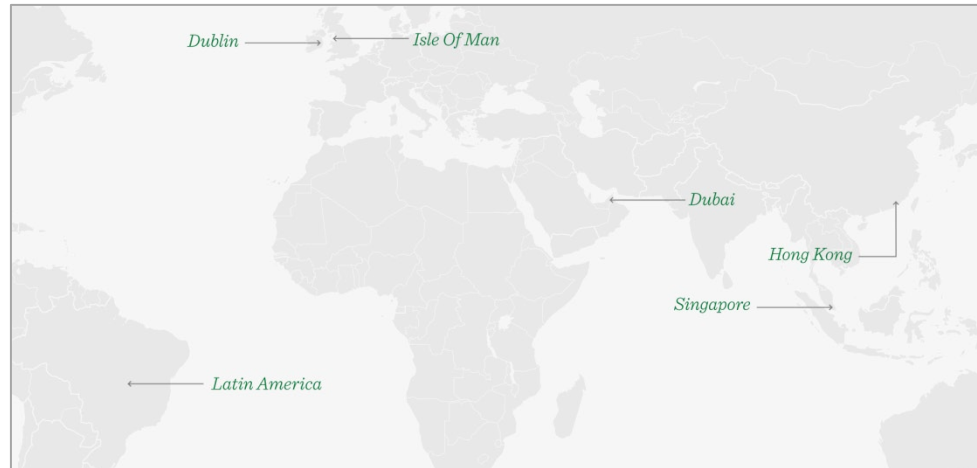 Dublin
Isle Of Man
Dubai
Hong Kong
Singapore
Latin America